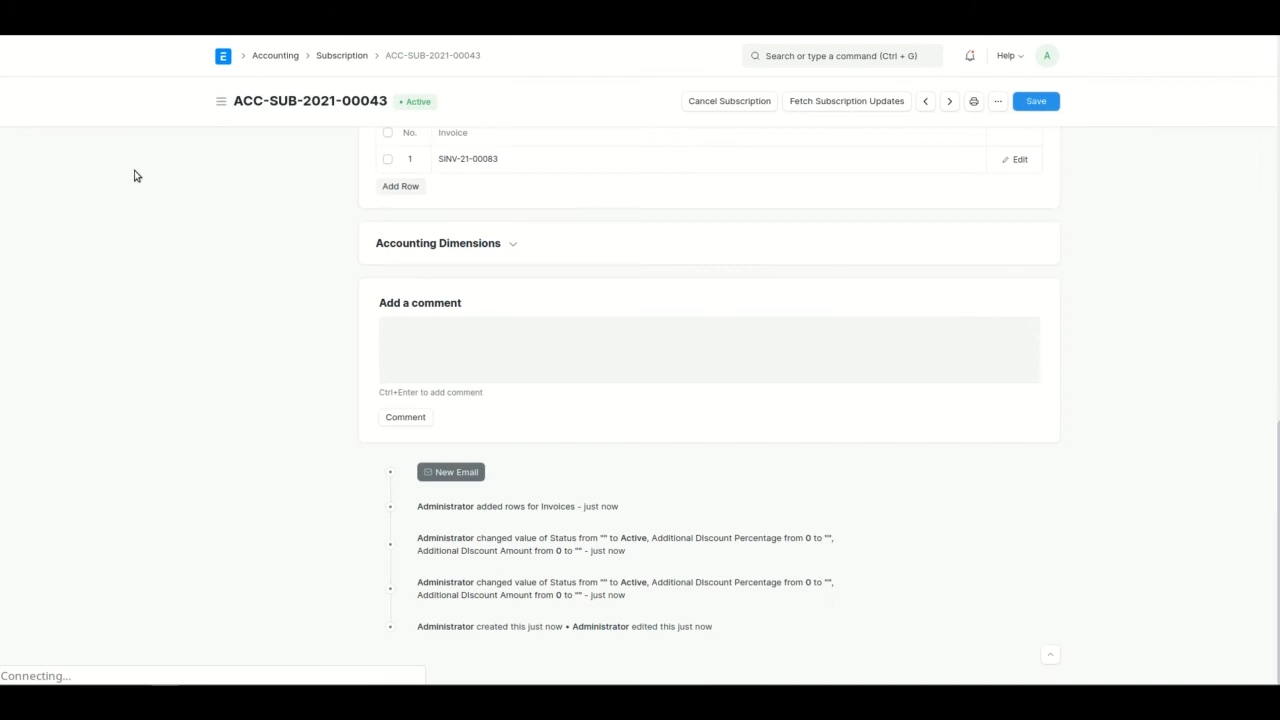 Accounting > Subscription > ACC-SUB-2021-00043
Search or type a command (Ctrl + G)
Help
A
ACC-SUB-2021-00043
Active
Cancel Subscription
Fetch Subscription Updates
Save
No. Invoice
1 SINV-21-00083
Edit
Add Row
Accounting Dimensions
Add a comment
Ctrl+Enter to add comment
Comment
New Email
Administrator added rows for Invoices - just now
Administrator changed value of Status from "" to Active, Additional DIscount Percentage from 0 to "",
Additional DIscount Amount from 0 to "" - just now
Administrator changed value of Status from "" to Active, Additional DIscount Percentage from 0 to "",
Additional DIscount Amount from 0 to "" - just now
Administrator created this just now • Administrator edited this just now
Connecting...